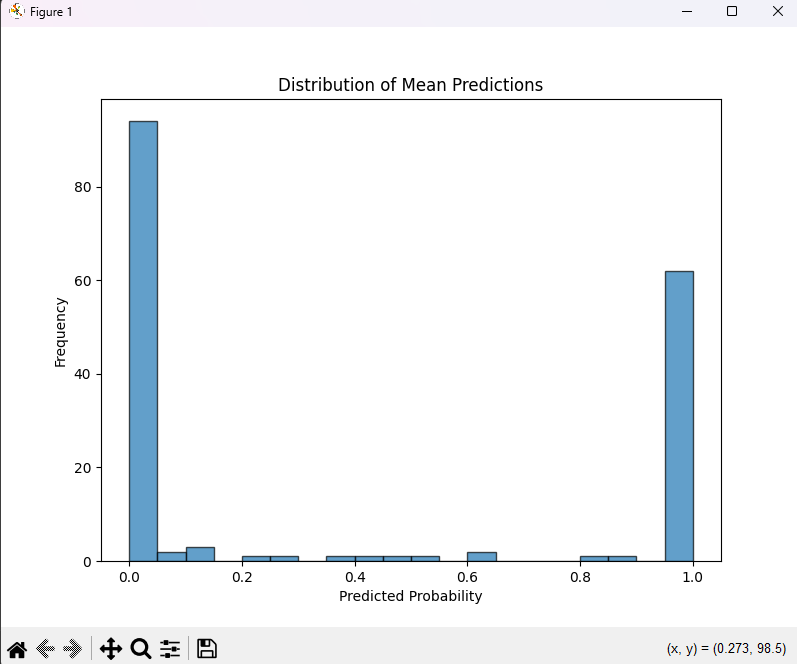 Figure 1
Distribution of Mean Predictions
80
60
40
20
0
Frequency
0.0 0.2 0.4 0.6 0.8 1.0
Predicted Probability
(x, y) = (0.273, 98.5)